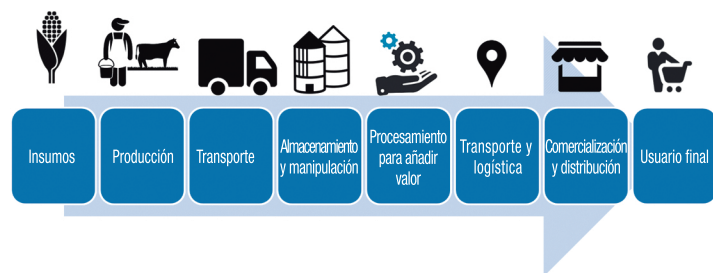 Insumos
Producción
Transporte
Almacenamiento
y manipulación
Procesamiento
para añadir
valor
Transporte y
logística
Comercialización
y distribución
Usuario final